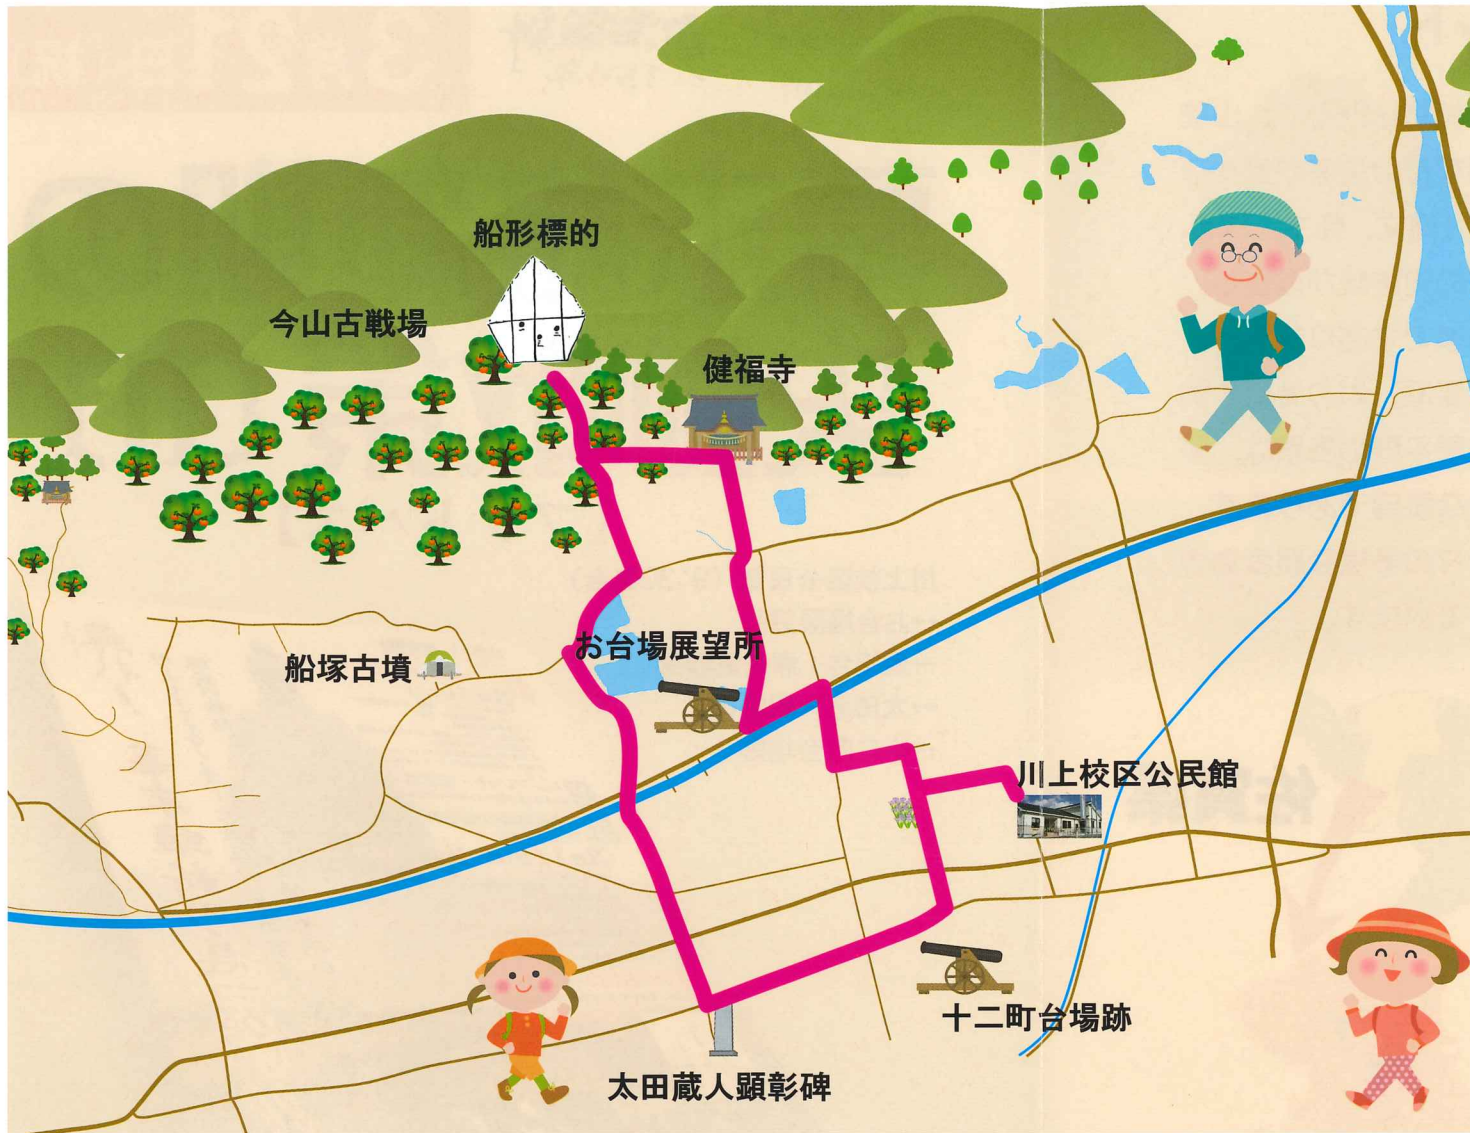 船形標的
今山古戦場
健福寺
お台場展望所
船塚古墳
川上校区公民館
十二町台場跡
太田蔵人顕彰碑